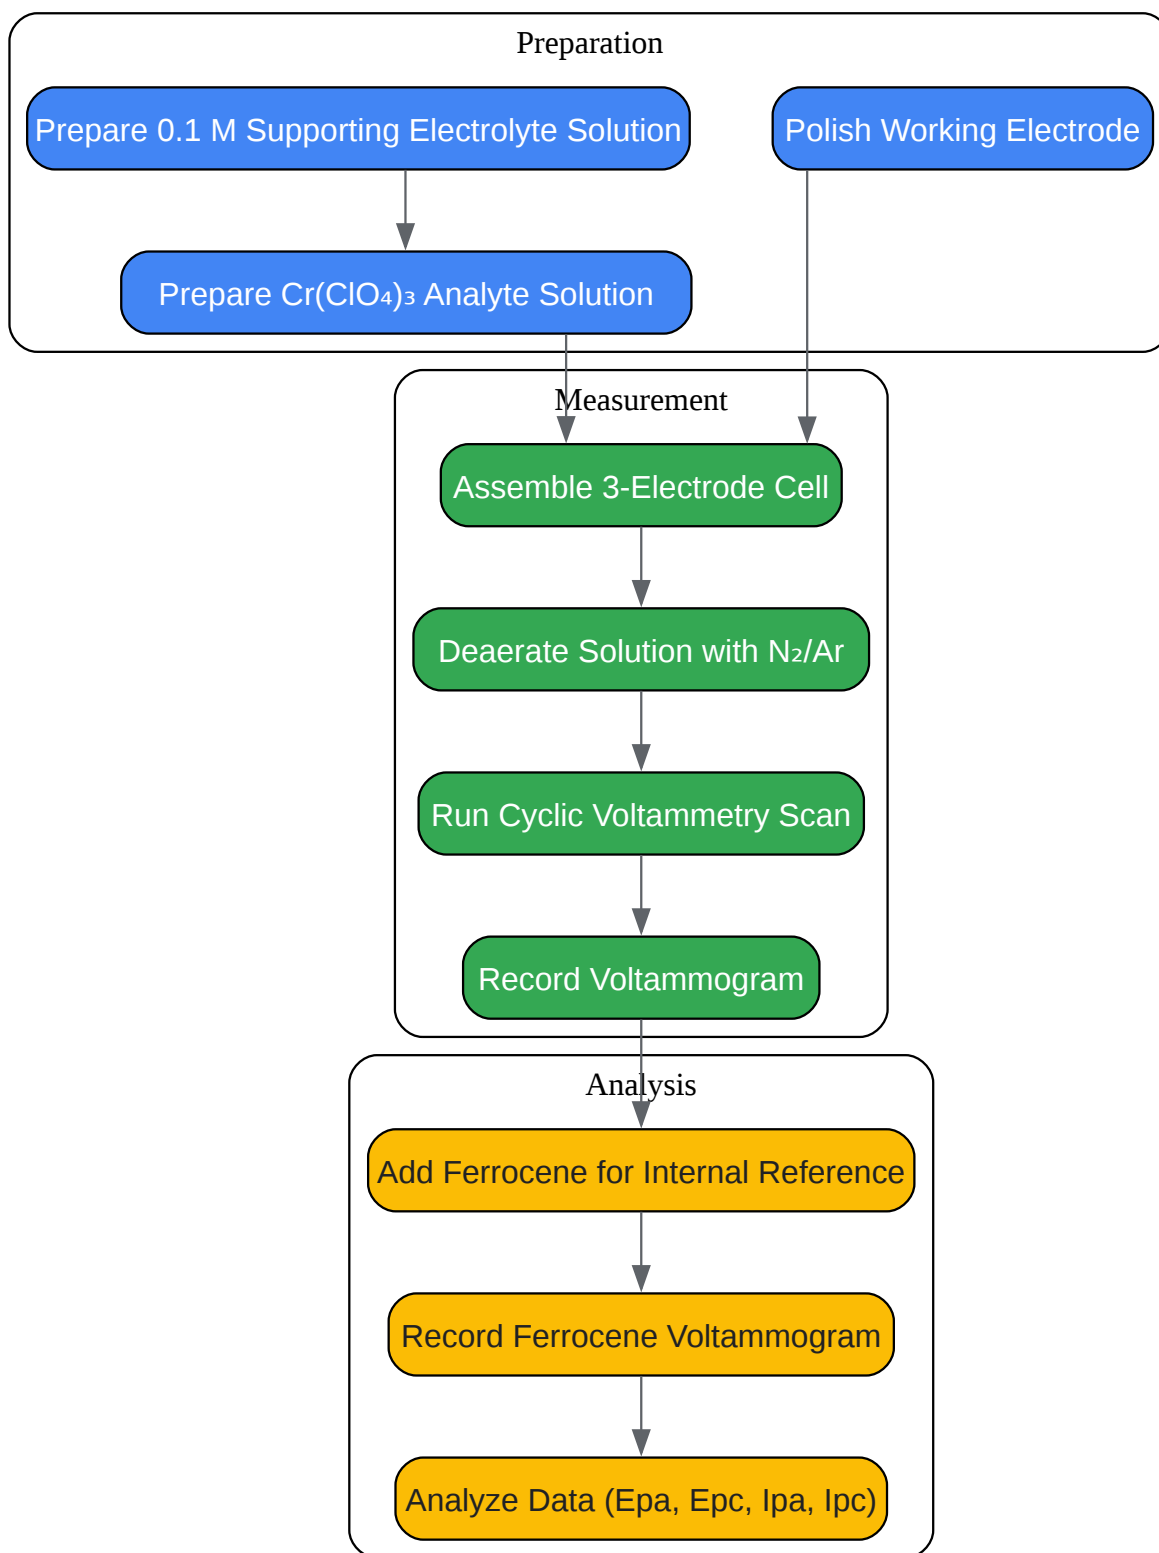 Preparation
Prepare 0.1 M Supporting Electrolyte Solution
Polish Working Electrode
Prepare Cr(ClO₄)₃ Analyte Solution
Measurement
Assemble 3-Electrode Cell
Deaerate Solution with N₂/Ar
Run Cyclic Voltammetry Scan
Record Voltammogram
Analysis
Add Ferrocene for Internal Reference
Record Ferrocene Voltammogram
Analyze Data (Epa, Epc, Ipa, Ipc)